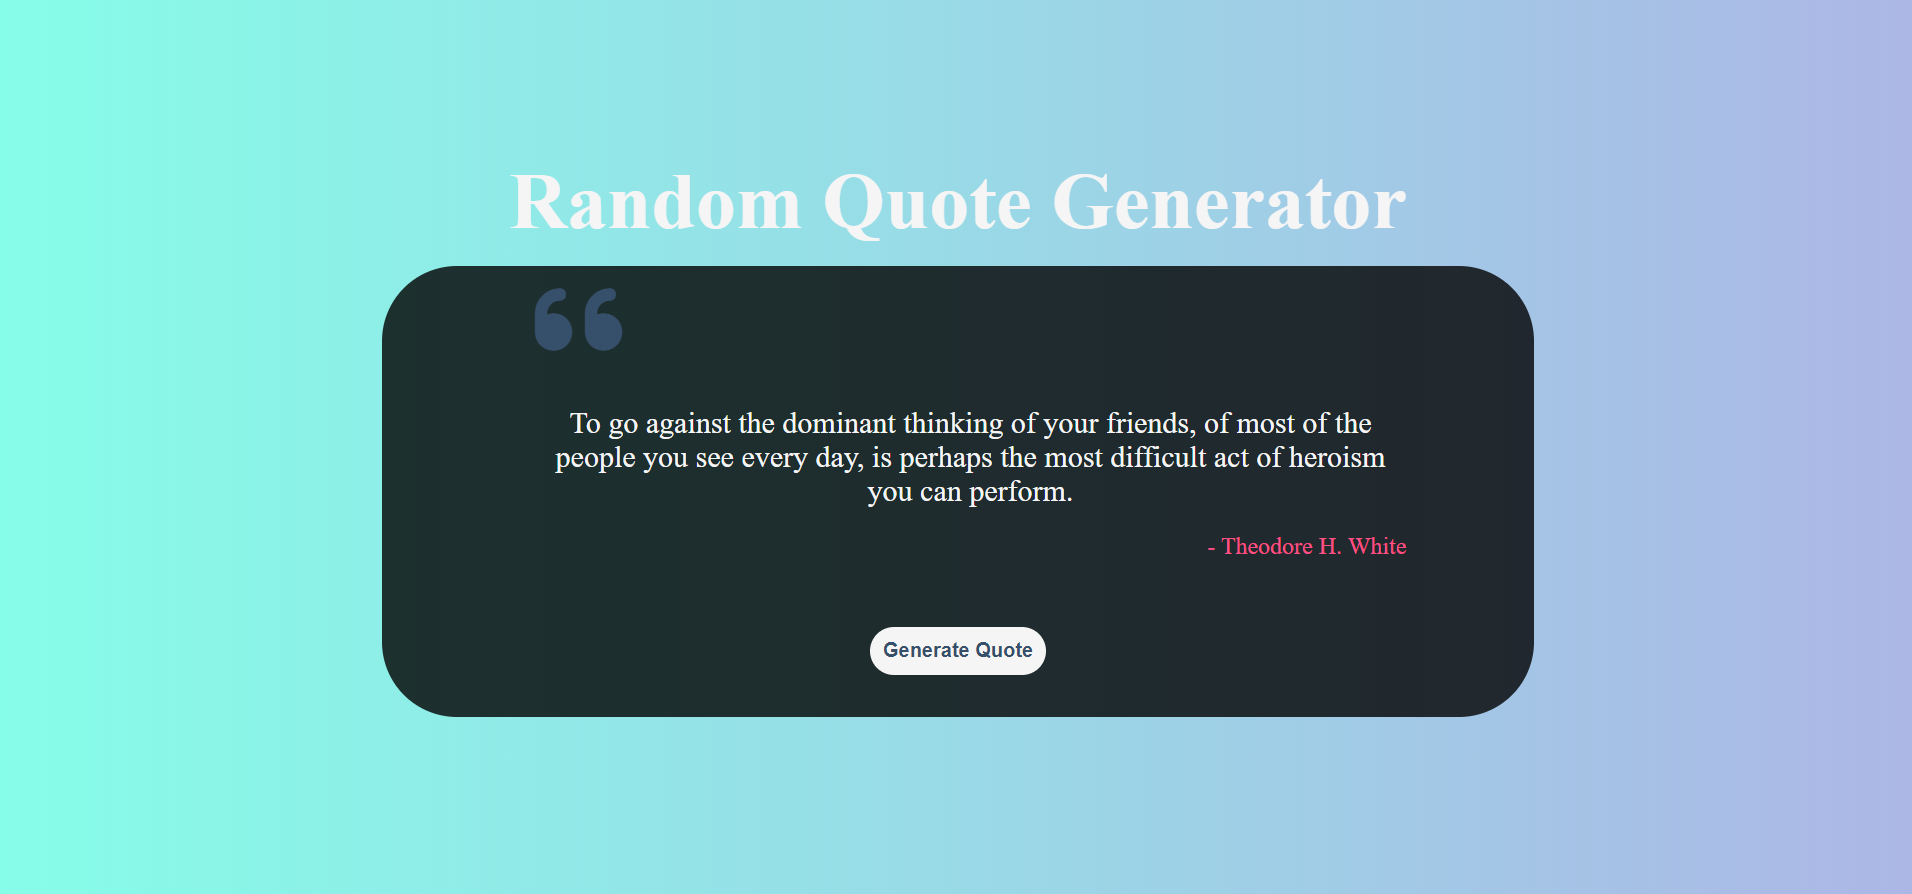 Random Quote Generator
To go against the dominant thinking of your friends, of most of the
people you see every day, is perhaps the most difficult act of heroism
you can perform.
- Theodore H. White
Generate Quote